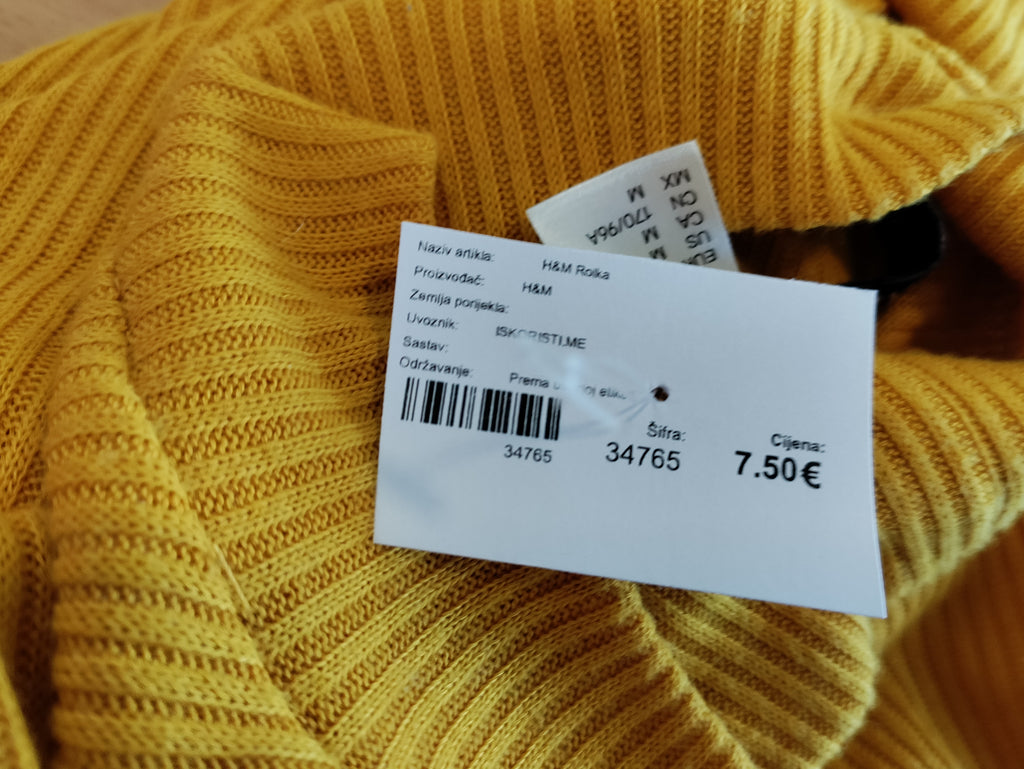 Naziv artikla: H&M Rolka
Proizvođač: H&M
Zemlja porijekla:
Uvoznik: ISKORISTI.ME
Sastav:
Održavanje: Prema
34765
Šifra:
34765
Cijena:
7.50€
MX
CN 170/96A
CA M
US M
EUR M